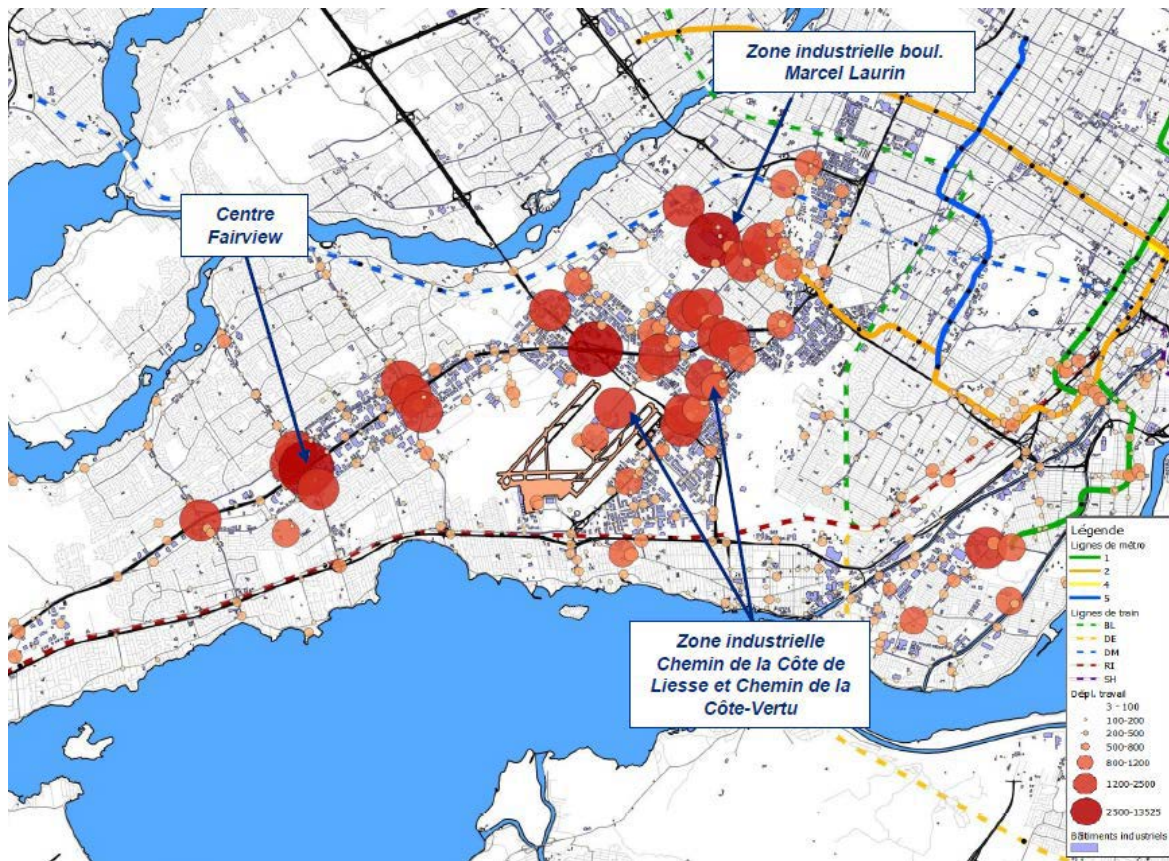 Zone industrielle boul.
Marcel Laurin
Centre
Fairview
Zone industrielle
Chemin de la Côte de
Liesse et Chemin de la
Côte-Vertu
Légende
Lignes de métro
1
2
4
5
Lignes de train
BL
DE
DM
RI
SH
Dépl. travail
3 - 100
100-200
200-500
500-800
800-1200
1200-2500
2500-13525
Bâtiments industriels